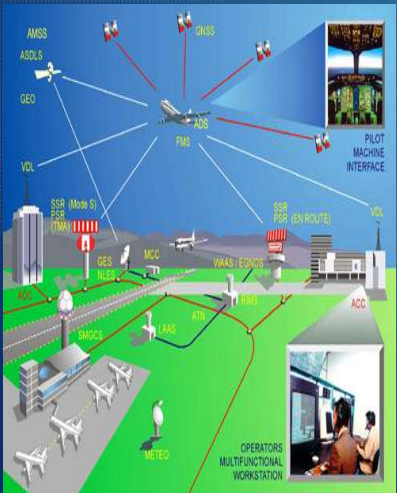 AMSS
ASDLS
GEO
GNSS
ADS
FMS
PILOT
MACHINE
INTERFACE
VDL
VDL
SSR (Mode S)
PSR
(TMA)
SSR
PSR (EN ROUTE)
GES
NLES
MCC
WAAS / EGNOS
AOC
RIMS
ATN
ACC
SMGCS
LAAS
METEO
OPERATORS
MULTIFUNCTIONAL
WORKSTATION